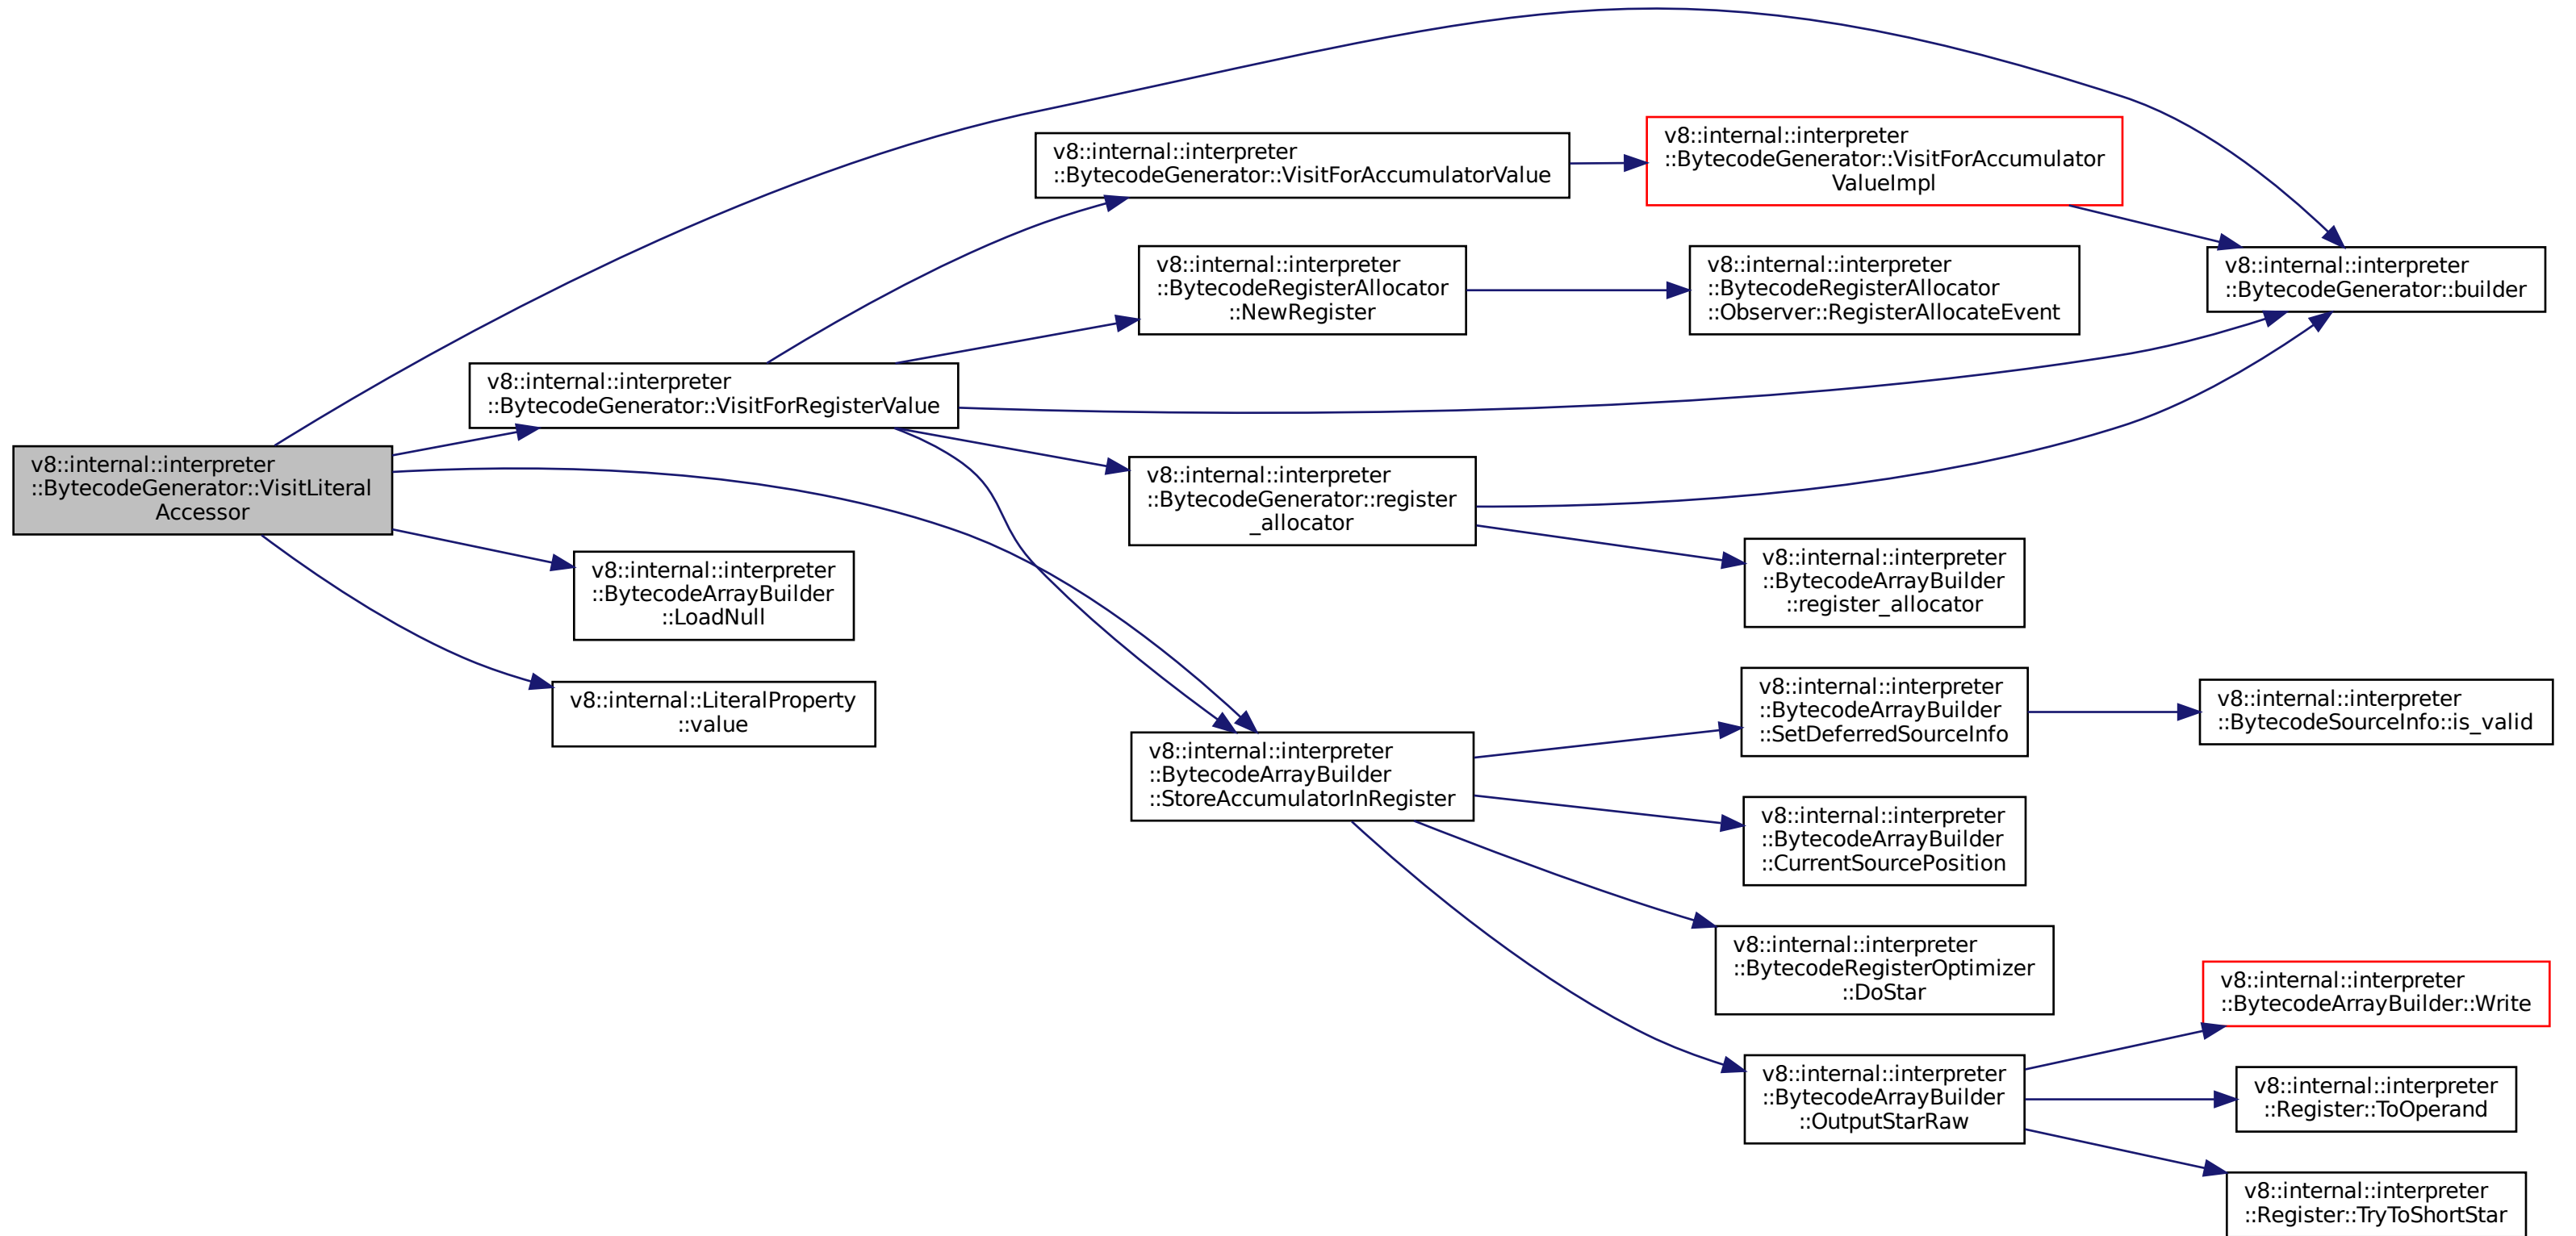 v8::internal::interpreter
::BytecodeGenerator::VisitLiteral
Accessor
v8::internal::interpreter
::BytecodeGenerator::VisitForRegisterValue
v8::internal::interpreter
::BytecodeArrayBuilder
::LoadNull
v8::internal::LiteralProperty
::value
v8::internal::interpreter
::BytecodeGenerator::VisitForAccumulatorValue
v8::internal::interpreter
::BytecodeRegisterAllocator
::NewRegister
v8::internal::interpreter
::BytecodeGenerator::register
_allocator
v8::internal::interpreter
::BytecodeArrayBuilder
::StoreAccumulatorInRegister
v8::internal::interpreter
::BytecodeGenerator::VisitForAccumulator
ValueImpl
v8::internal::interpreter
::BytecodeRegisterAllocator
::Observer::RegisterAllocateEvent
v8::internal::interpreter
::BytecodeArrayBuilder
::register_allocator
v8::internal::interpreter
::BytecodeArrayBuilder
::SetDeferredSourceInfo
v8::internal::interpreter
::BytecodeArrayBuilder
::CurrentSourcePosition
v8::internal::interpreter
::BytecodeRegisterOptimizer
::DoStar
v8::internal::interpreter
::BytecodeArrayBuilder
::OutputStarRaw
v8::internal::interpreter
::BytecodeGenerator::builder
v8::internal::interpreter
::BytecodeSourceInfo::is_valid
v8::internal::interpreter
::BytecodeArrayBuilder::Write
v8::internal::interpreter
::Register::ToOperand
v8::internal::interpreter
::Register::TryToShortStar